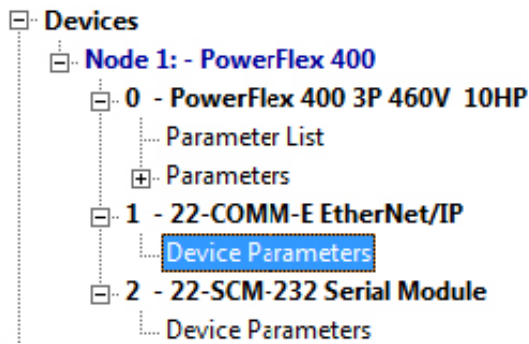 Devices
Node 1: - PowerFlex 400
0 - PowerFlex 400 3P 460V 10HP
Parameter List
Parameters
1 - 22-COMM-E EtherNet/IP
Device Parameters
2 - 22-SCM-232 Serial Module
Device Parameters